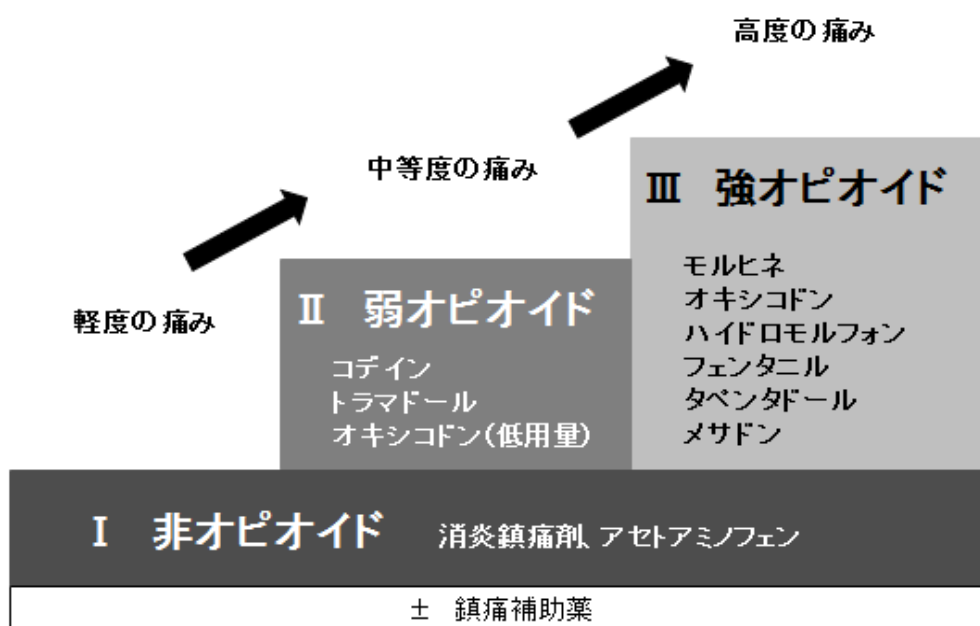 高度の痛み
中等度の痛み
軽度の痛み
Ⅲ 強オピオイド
モルヒネ
オキシコドン
ハイドロモルフォン
フェンタニル
タペンタドール
メサドン
Ⅱ 弱オピオイド
コデイン
トラマドール
オキシコドン(低用量)
Ⅰ 非オピオイド 消炎鎮痛剤、アセトアミノフェン
± 鎮痛補助薬